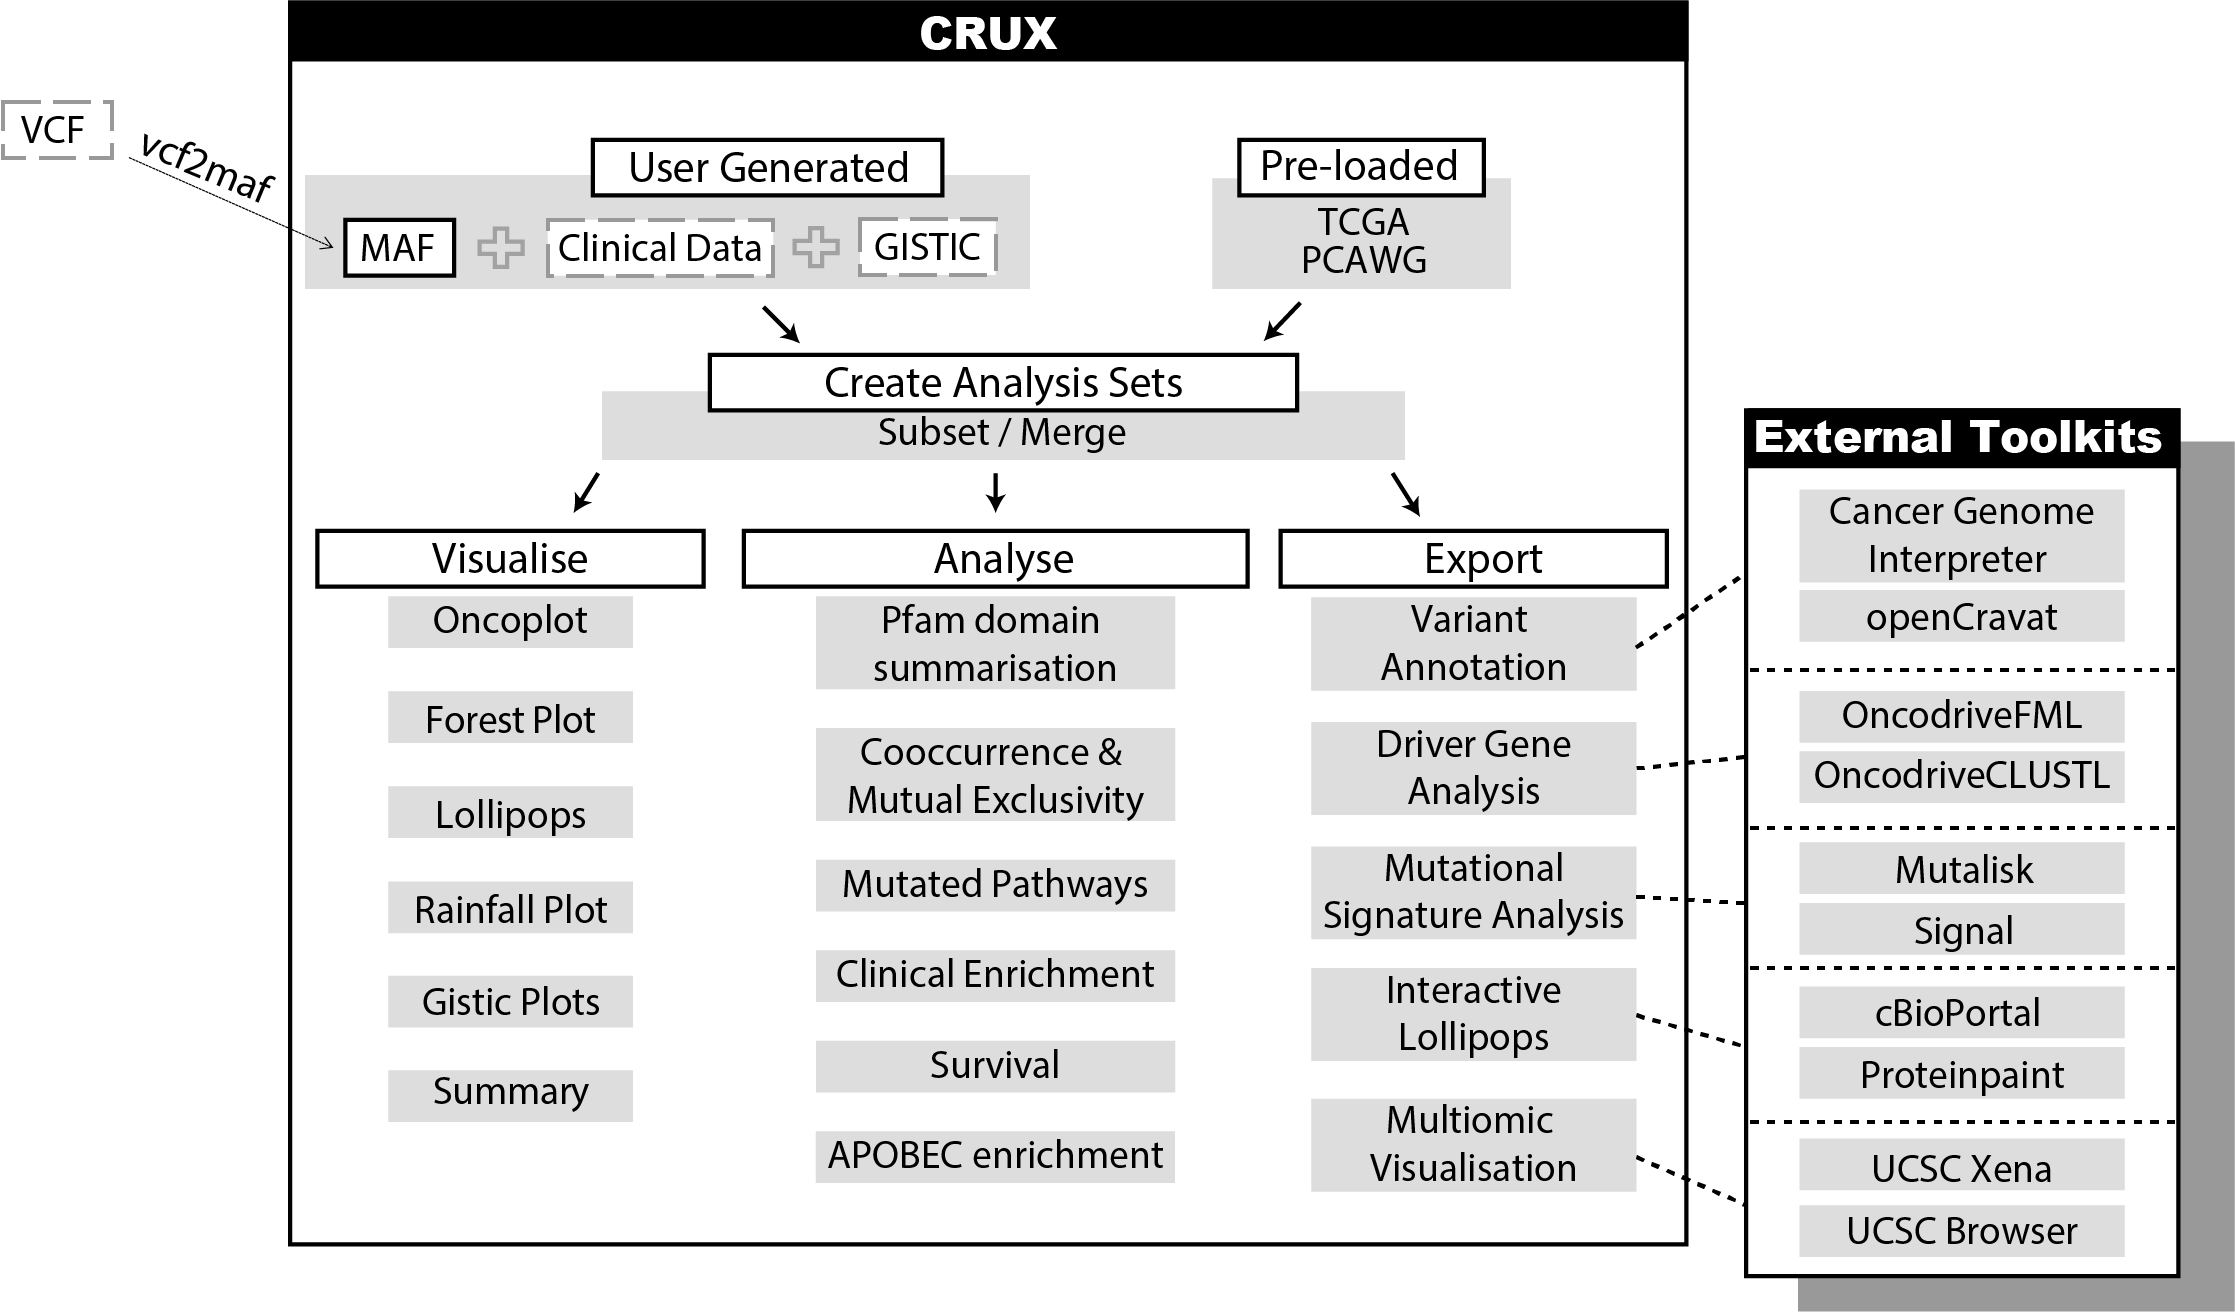 CRUX
VCF
vcf2maf
User Generated
MAF
Clinical Data
GISTIC
Pre-loaded
TCGA
PCAWG
Create Analysis Sets
Subset / Merge
Visualise
Oncoplot
Forest Plot
Lollipops
Rainfall Plot
Gistic Plots
Summary
Analyse
Pfam domain
summarisation
Cooccurrence &
Mutual Exclusivity
Mutated Pathways
Clinical Enrichment
Survival
APOBEC enrichment
Export
Variant
Annotation
Driver Gene
Analysis
Mutational
Signature Analysis
Interactive
Lollipops
Multiomic
Visualisation
External Toolkits
Cancer Genome
Interpreter
openCravat
OncodriveFML
OncodriveCLUSTL
Mutalisk
Signal
cBioPortal
Proteinpaint
UCSC Xena
UCSC Browser